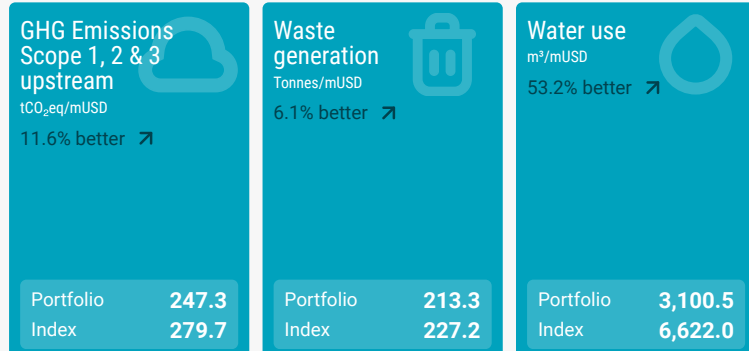 GHG Emissions
Scope 1, 2 & 3
upstream
tCO₂eq/mUSD
11.6% better
Portfolio 247.3
Index 279.7
Waste
generation
Tonnes/mUSD
6.1% better
Portfolio 213.3
Index 227.2
Water use
m³/mUSD
53.2% better
Portfolio 3,100.5
Index 6,622.0